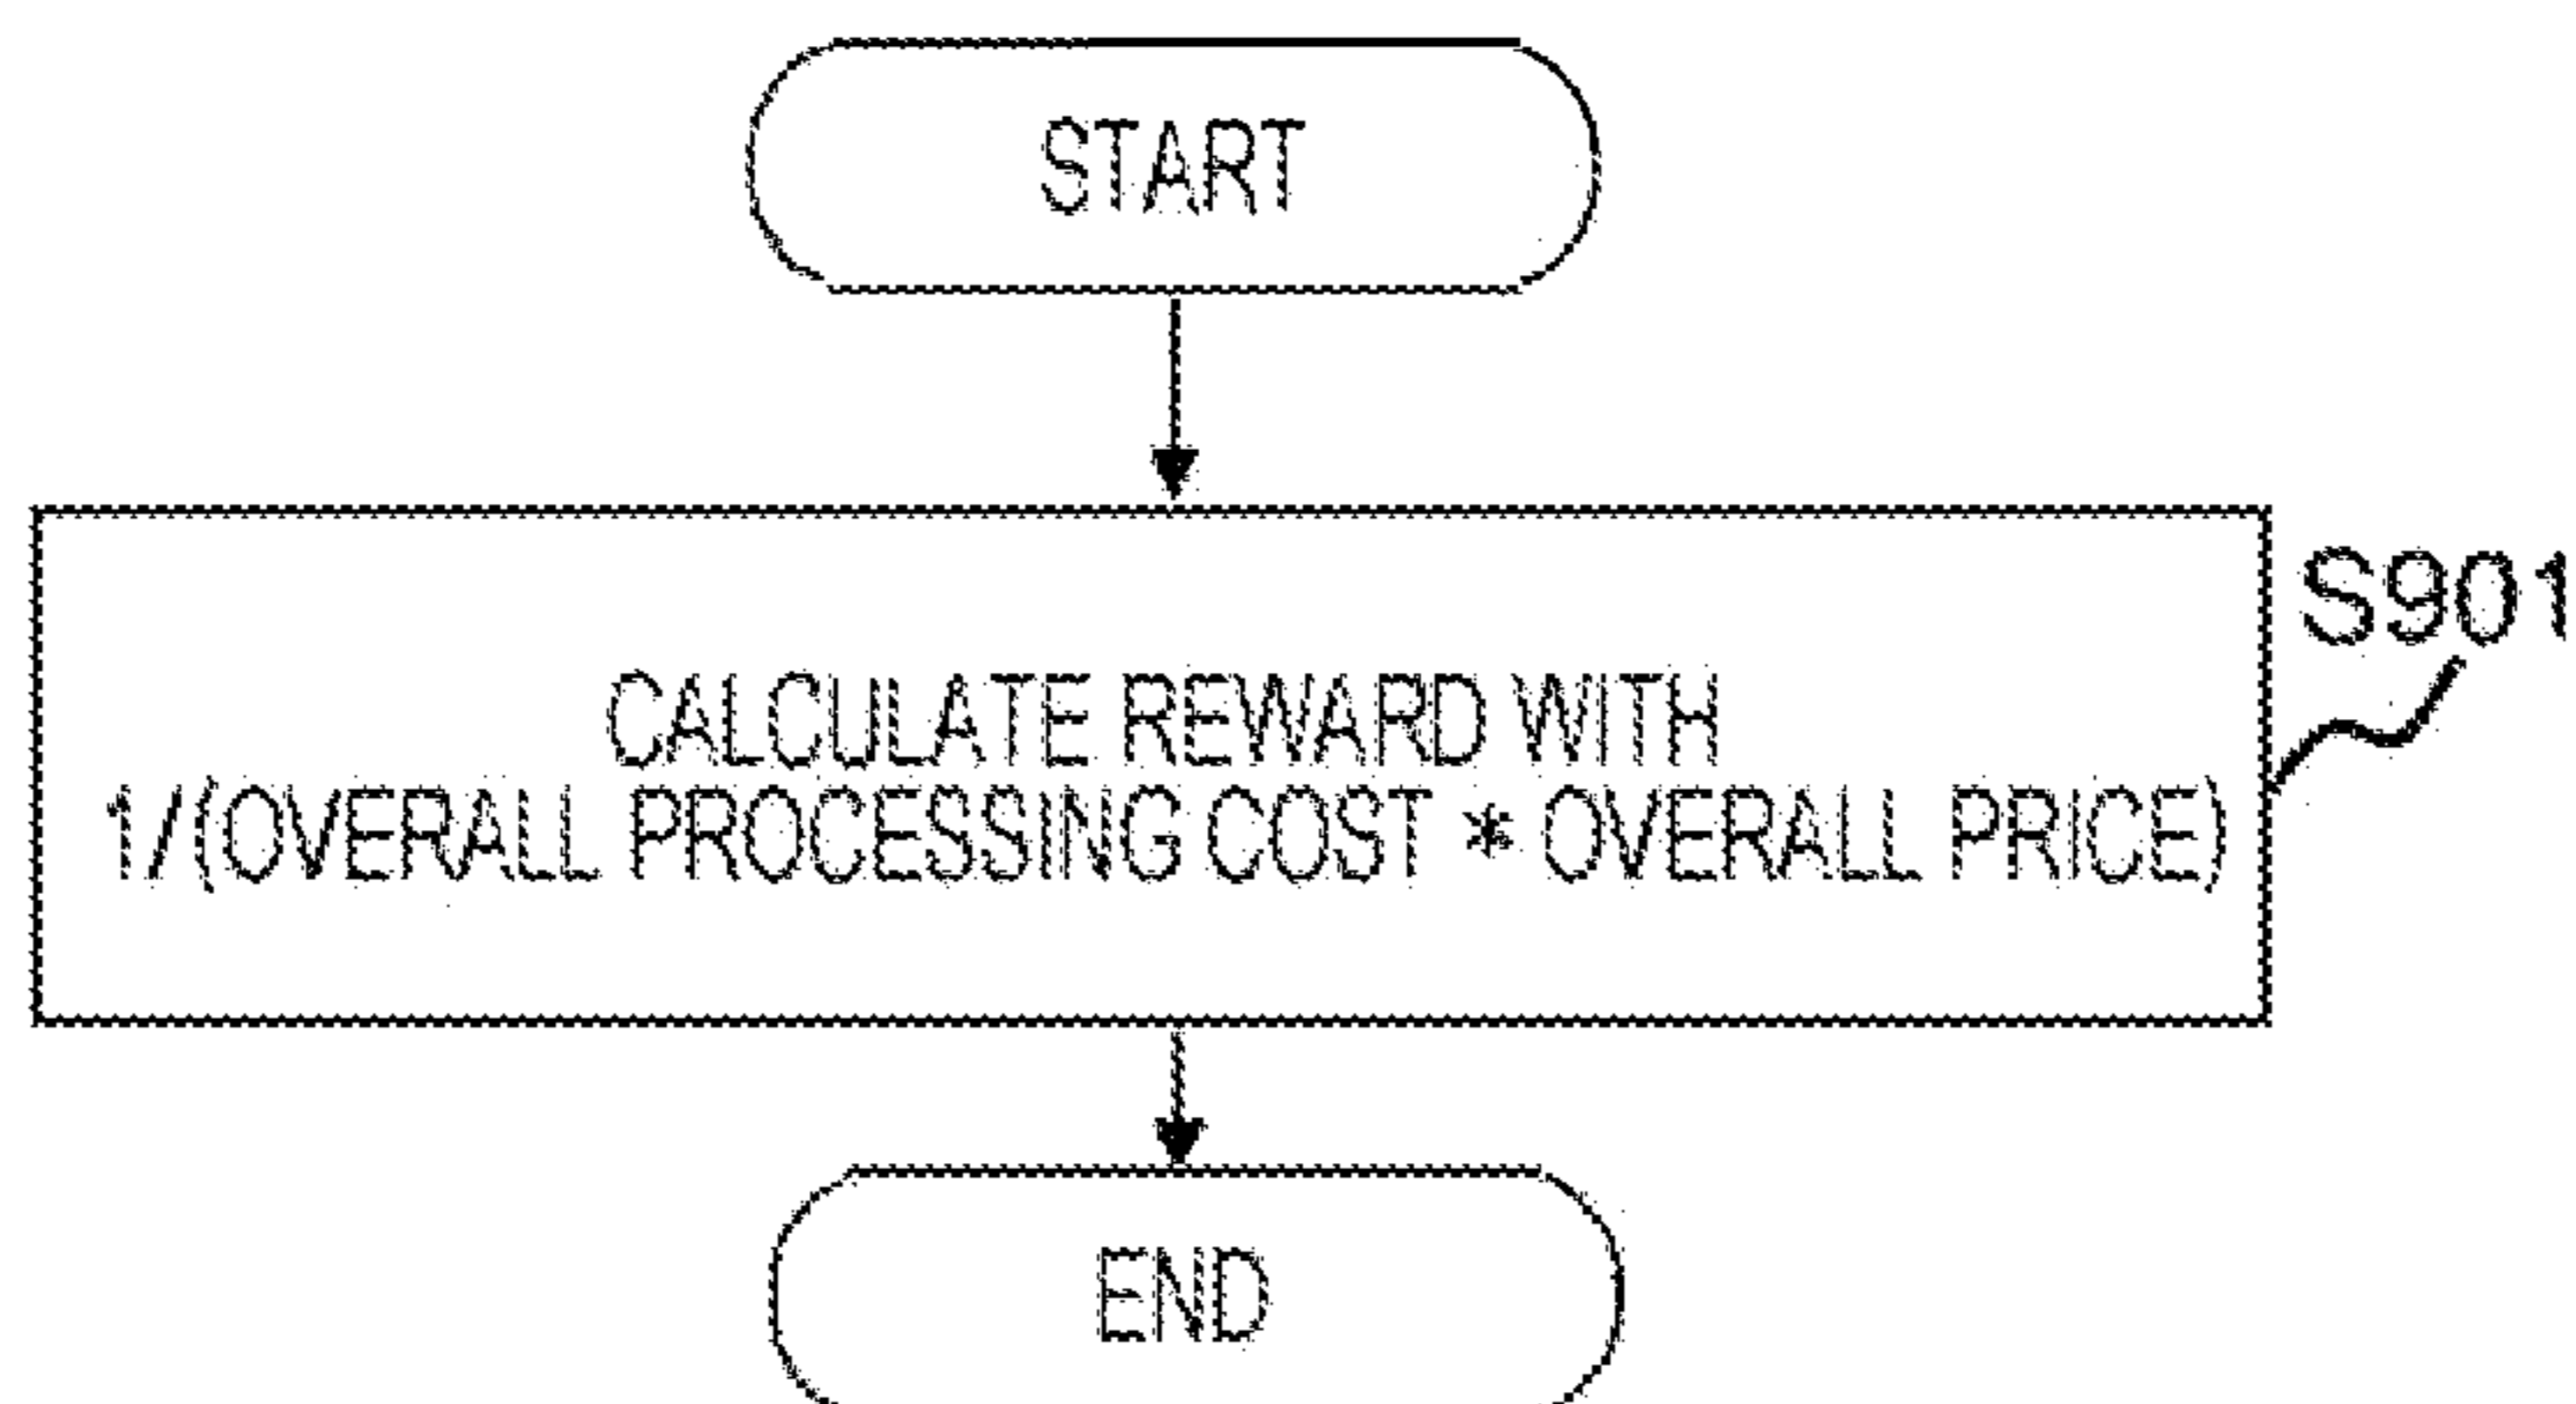 START
S901
CALCULATE REWARD WITH
1/(OVERALL PROCESSING COST * OVERALL PRICE)
END